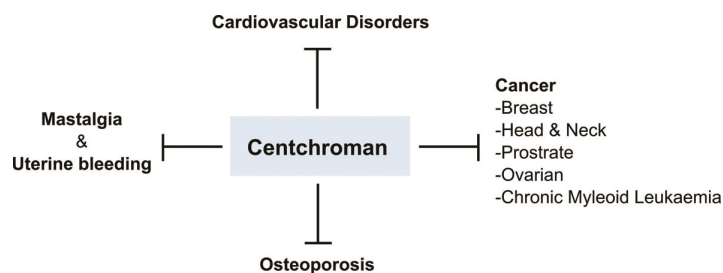 Cardiovascular Disorders
Mastalgia
&
Uterine bleeding
Centchroman
Cancer
-Breast
-Head & Neck
-Prostrate
-Ovarian
-Chronic Myleoid Leukaemia
Osteoporosis